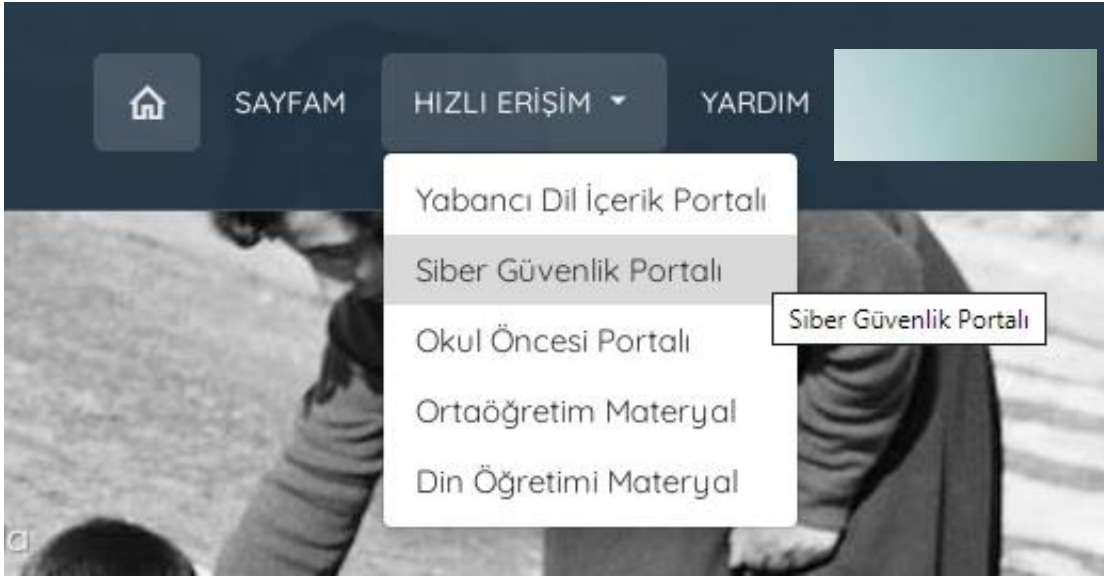 SAYFAM HIZLI ERİŞİM YARDIM
Yabancı Dil İçerik Portalı
Siber Güvenlik Portalı
Siber Güvenlik Portalı
Okul Öncesi Portalı
Ortaöğretim Materyal
Din Öğretimi Materyal
a